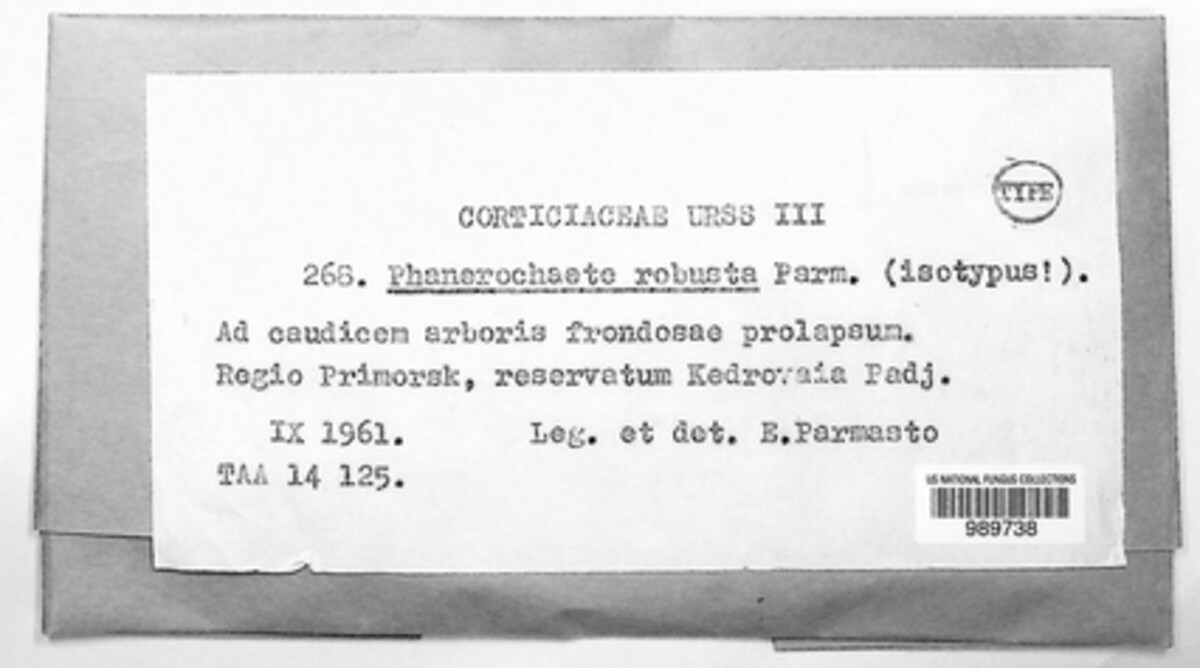 TYPE
CORTICIACEAE URSS III
268. Phanerochaete robusta Parm. (isotypus!).
Ad caudicem arboris frondosae prolapsum.
Regio Primorsk, reservatum Kedrovaia Padj.
IX 1961. Leg. et det. E.Parmasto
TAA 14 125.
US NATIONAL FUNGUS COLLECTIONS
989738